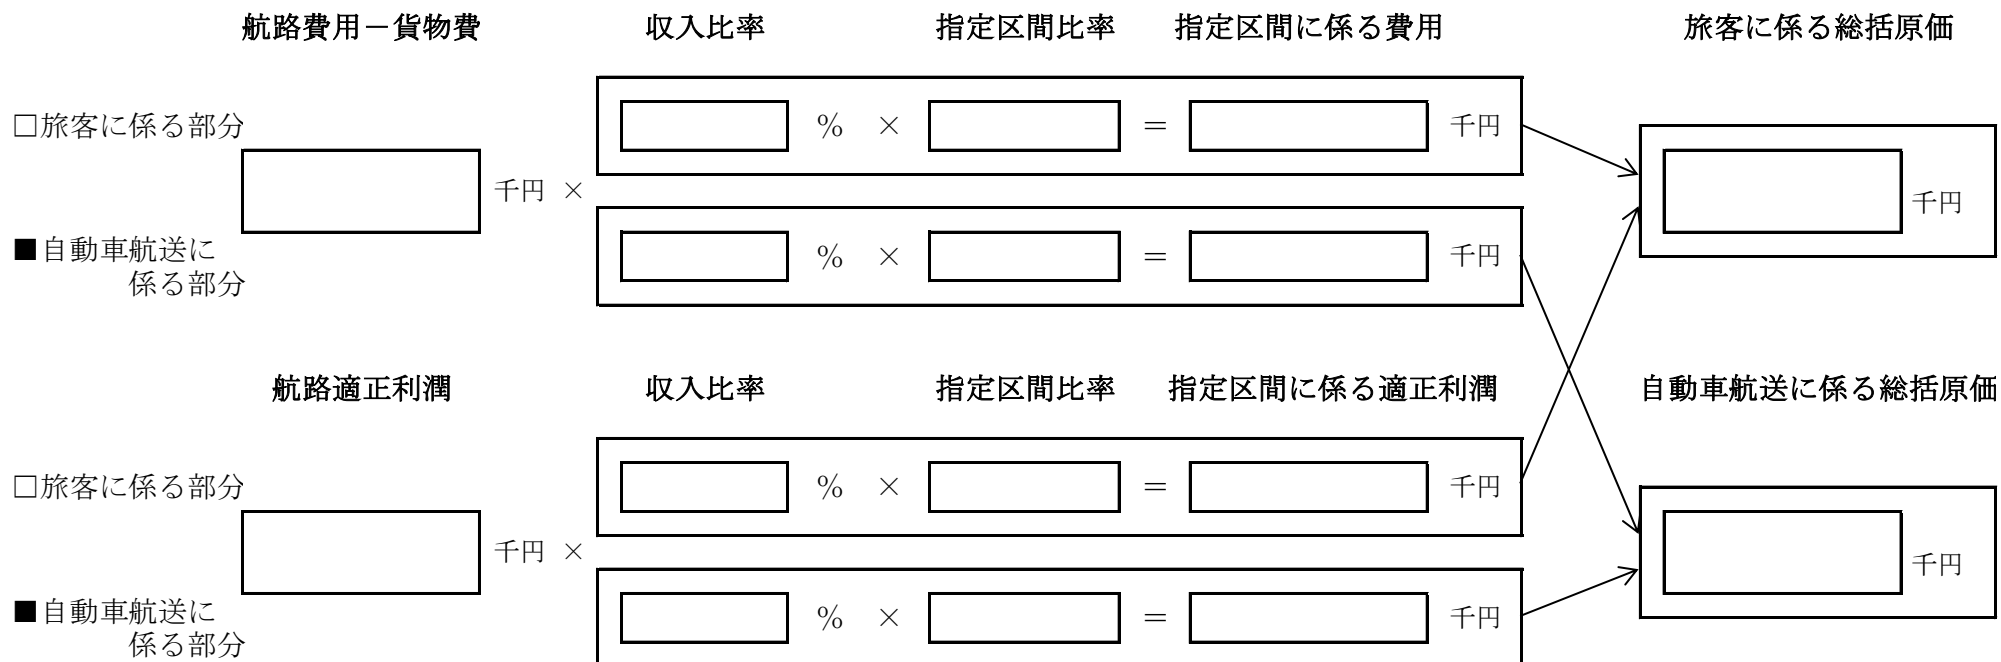 航路費用－貨物費 収入比率 指定区間比率 指定区間に係る費用 旅客に係る総括原価
□旅客に係る部分 % × = 千円
千円 × 千円
■自動車航送に % × = 千円
係る部分
航路適正利潤 収入比率 指定区間比率 指定区間に係る適正利潤 自動車航送に係る総括原価
□旅客に係る部分 % × = 千円
千円 × 千円
■自動車航送に % × = 千円
係る部分